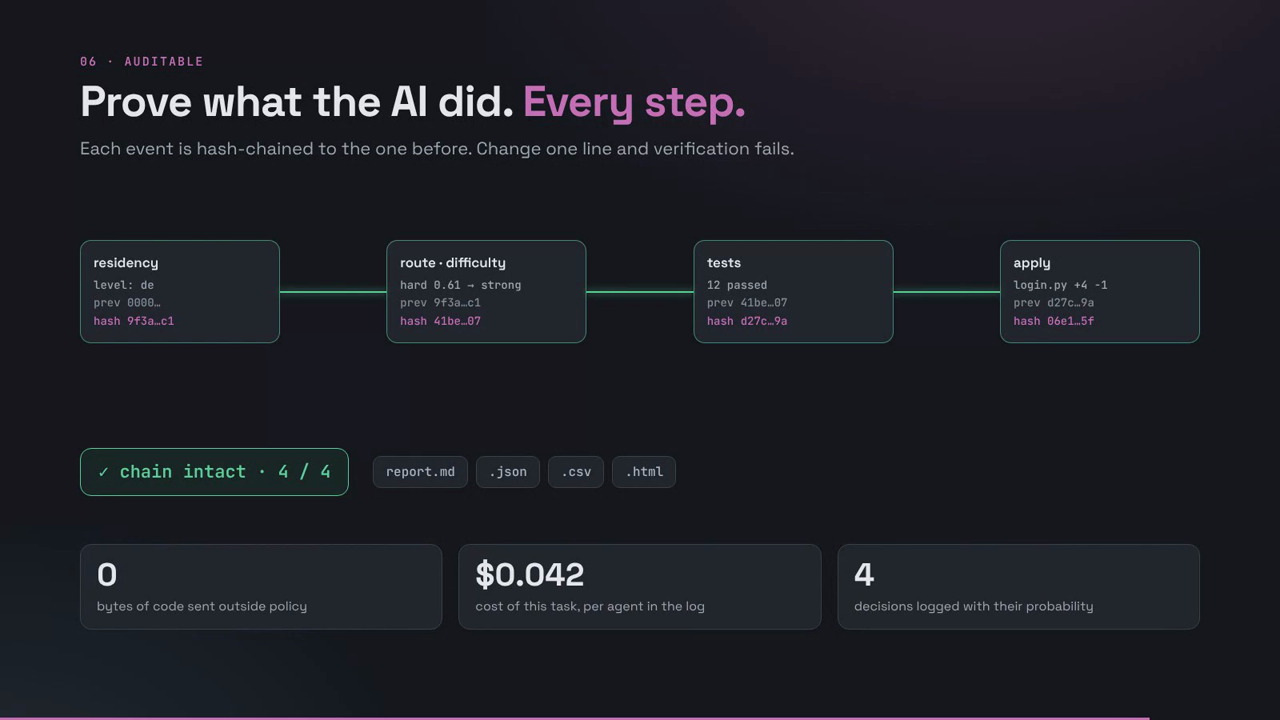 06 · AUDITABLE
Prove what the AI did. Every step.
Each event is hash-chained to the one before. Change one line and verification fails.
residency
level: de
prev 0000…
hash 9f3a…c1
route · difficulty
hard 0.61 → strong
prev 9f3a…c1
hash 41be…07
tests
12 passed
prev 41be…07
hash d27c…9a
apply
login.py +4 -1
prev d27c…9a
hash 06e1…5f
✓ chain intact · 4 / 4
report.md
.json
.csv
.html
0
bytes of code sent outside policy
$0.042
cost of this task, per agent in the log
4
decisions logged with their probability